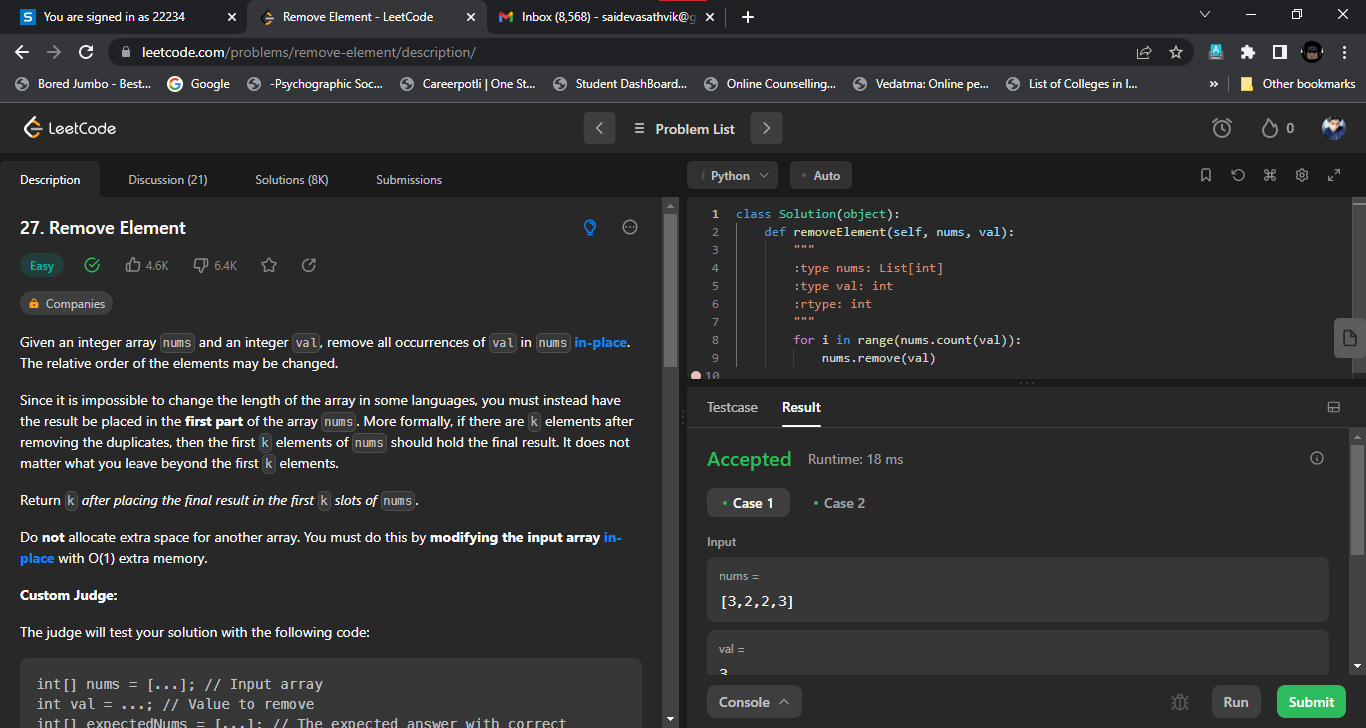 You are signed in as 22234
Remove Element - LeetCode
Inbox (8,568) - saidevasathvik@g
leetcode.com/problems/remove-element/description/
Bored Jumbo - Best...
Google
-Psychographic Soc...
Careerpotli | One St...
Student DashBoard...
Online Counselling...
Vedatma: Online pe...
List of Colleges in I...
»
Other bookmarks
LeetCode
Problem List
0
Description
Discussion (21)
Solutions (8K)
Submissions
27. Remove Element
Easy
4.6K
6.4K
Companies
Given an integer array nums and an integer val, remove all occurrences of val in nums in-place.
The relative order of the elements may be changed.
Since it is impossible to change the length of the array in some languages, you must instead have
the result be placed in the first part of the array nums. More formally, if there are k elements after
removing the duplicates, then the first k elements of nums should hold the final result. It does not
matter what you leave beyond the first k elements.
Return k after placing the final result in the first k slots of nums.
Do not allocate extra space for another array. You must do this by modifying the input array in-
place with O(1) extra memory.
Custom Judge:
The judge will test your solution with the following code:
int[] nums = [...]; // Input array
int val = ...; // Value to remove
int[] expectedNums = [...]; // The expected answer with correct
i Python
• Auto
1 class Solution(object):
2 def removeElement(self, nums, val):
3 """
4 :type nums: List[int]
5 :type val: int
6 :rtype: int
7 """
8 for i in range(nums.count(val)):
9 nums.remove(val)
10
Testcase
Result
Accepted
Runtime: 18 ms
• Case 1
• Case 2
Input
nums =
[3,2,2,3]
val =
3
Console
Run
Submit